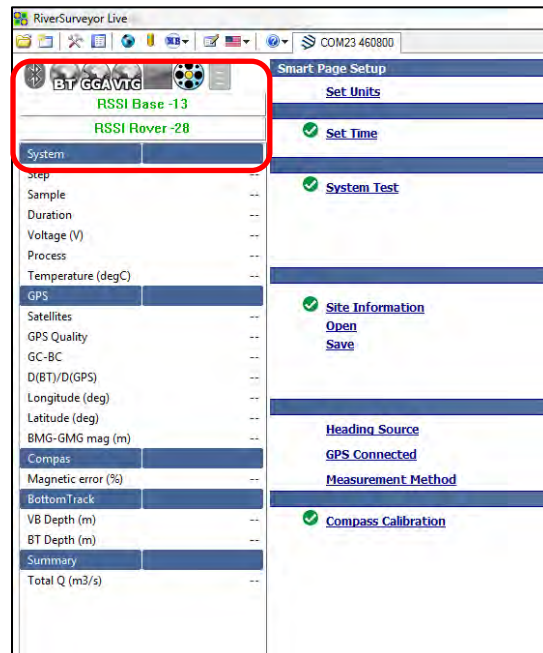 RiverSurveyor Live
COM23 460800
BT GGA VTG
RSSI Base -13
RSSI Rover -28
System
Step --
Sample --
Duration --
Voltage (V) --
Process --
Temperature (degC) --
GPS
Satellites --
GPS Quality --
GC-BC --
D(BT)/D(GPS) --
Longitude (deg) --
Latitude (deg) --
BMG-GMG mag (m) --
Compas
Magnetic error (%) --
BottomTrack
VB Depth (m) --
BT Depth (m) --
Summary
Total Q (m3/s) --
Smart Page Setup
Set Units
Set Time
System Test
Site Information
Open
Save
Heading Source
GPS Connected
Measurement Method
Compass Calibration